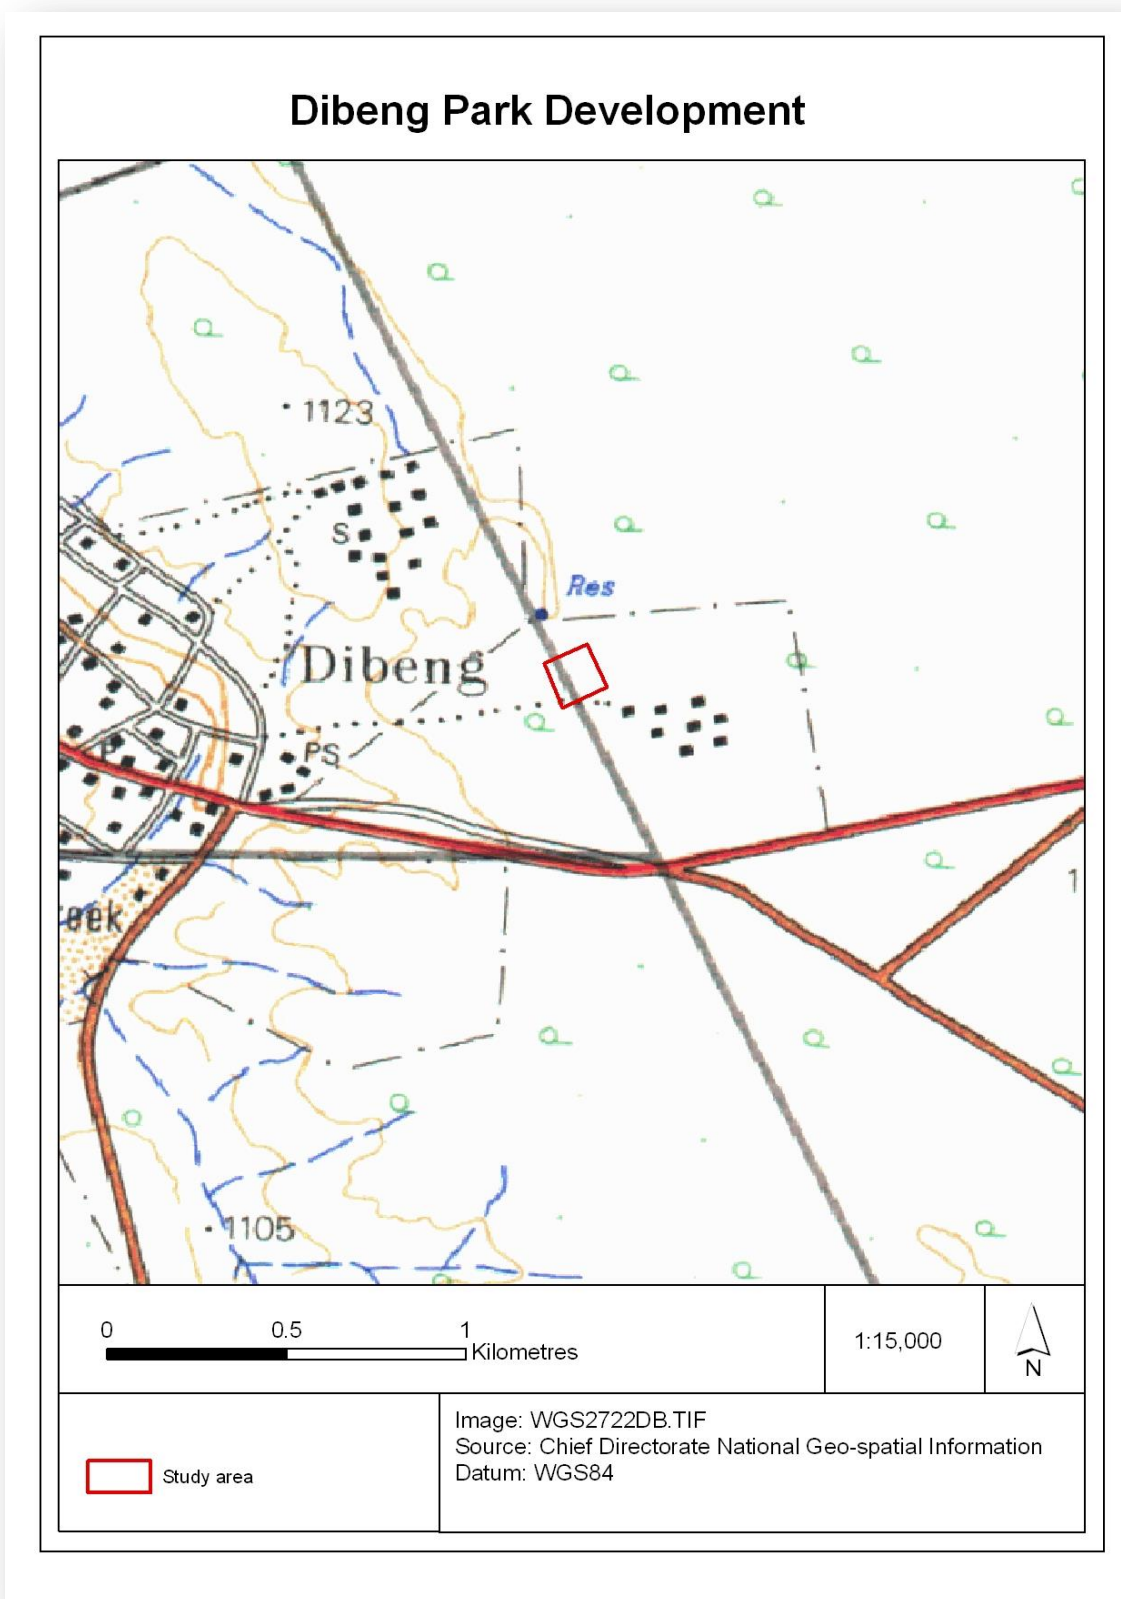 Dibeng Park Development
1123
S
Res
Dibeng
PS
P
eek
1
1105
0 0.5 1
Kilometres
1:15,000
N
Study area
Image: WGS2722DB.TIF
Source: Chief Directorate National Geo-spatial Information
Datum: WGS84